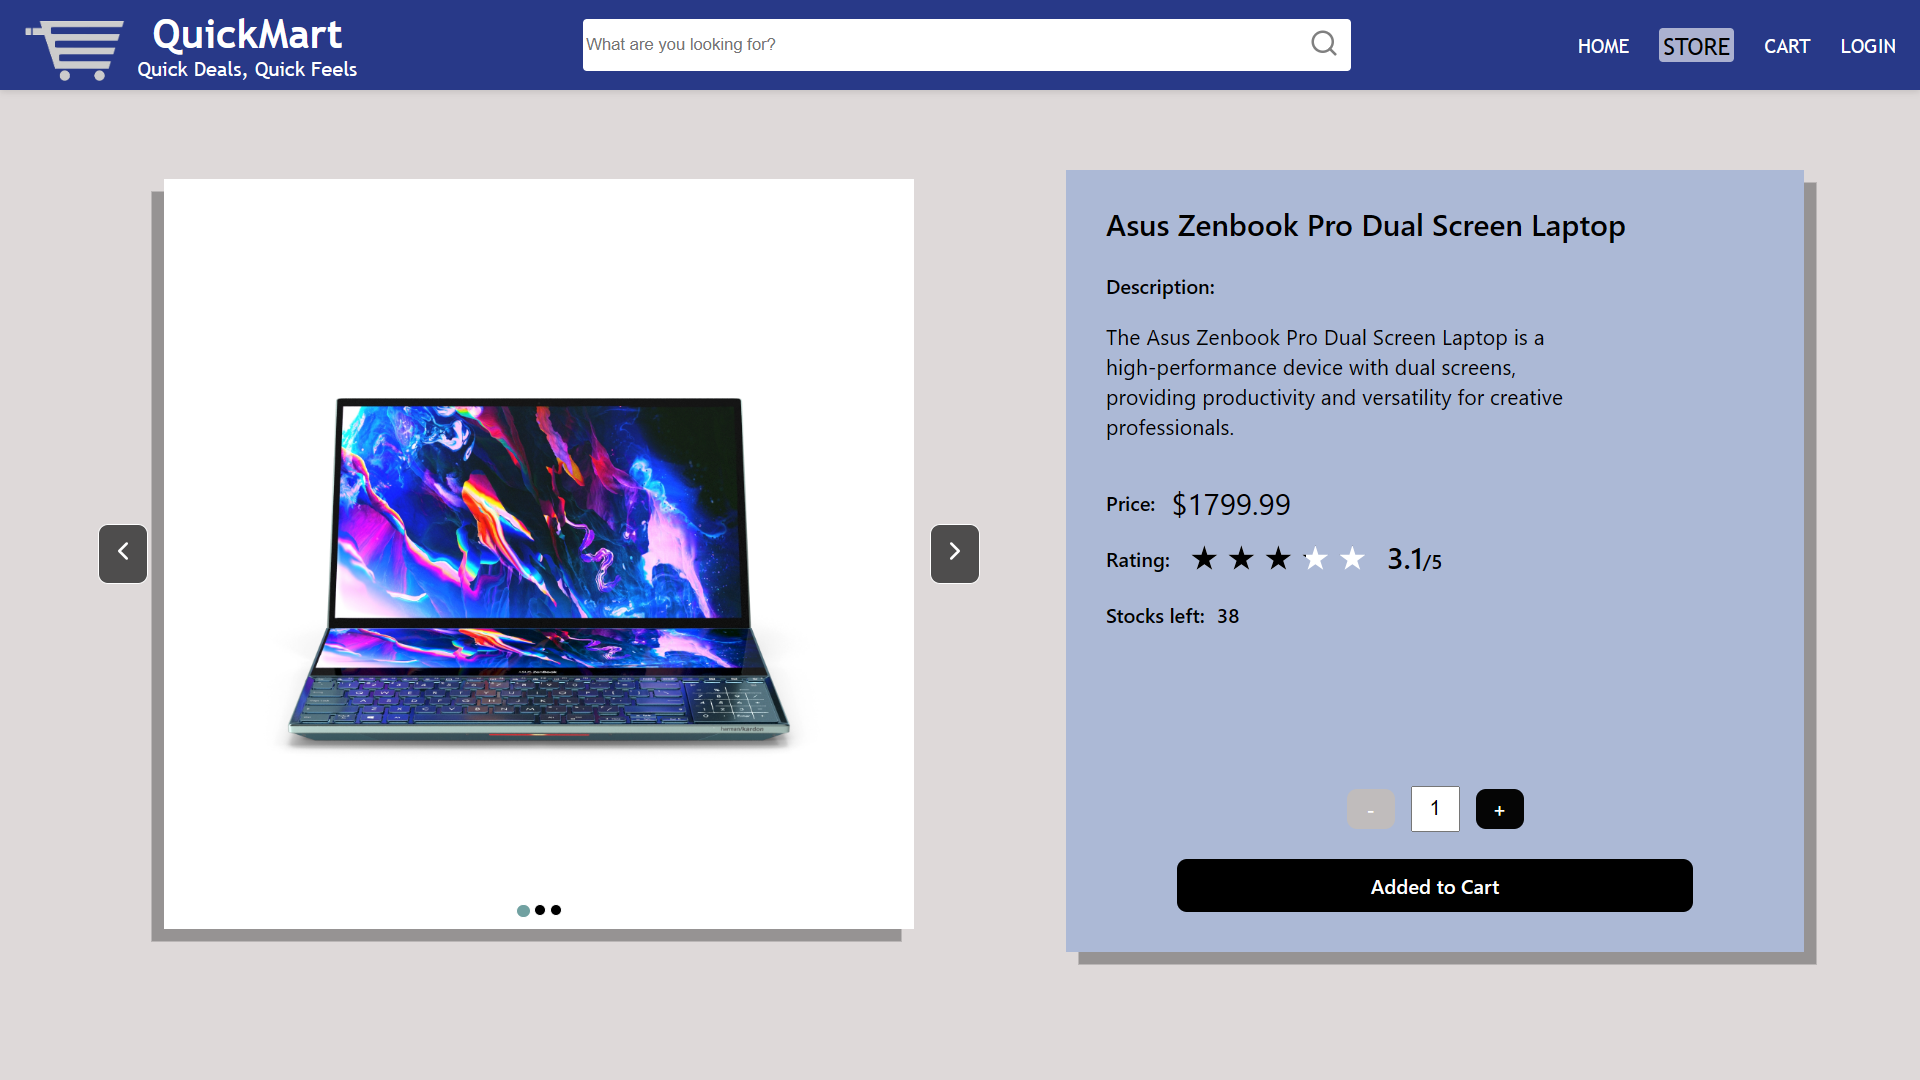 QuickMart
Quick Deals, Quick Feels
What are you looking for?
HOME
STORE
CART
LOGIN
Asus Zenbook Pro Dual Screen Laptop
Description:
The Asus Zenbook Pro Dual Screen Laptop is a
high-performance device with dual screens,
providing productivity and versatility for creative
professionals.
Price: $1799.99
Rating: 3.1/5
Stocks left: 38
- 1 +
Added to Cart
harman/kardon